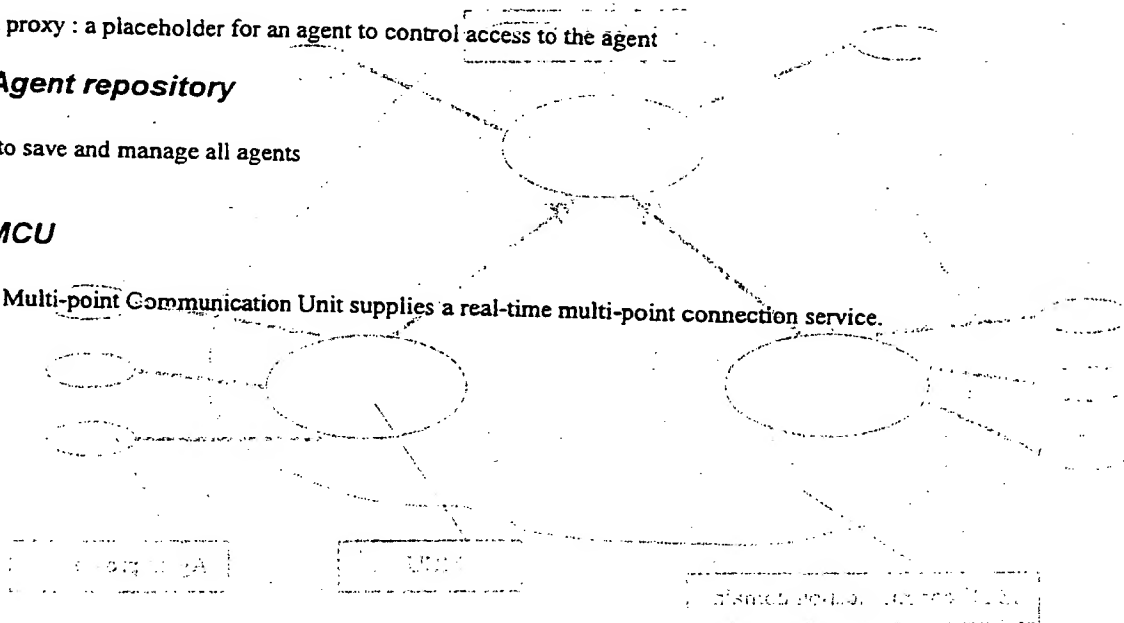 proxy : a placeholder for an agent to control access to the agent
Agent repository
to save and manage all agents
MCU
Multi-point Communication Unit supplies a real-time multi-point connection service.